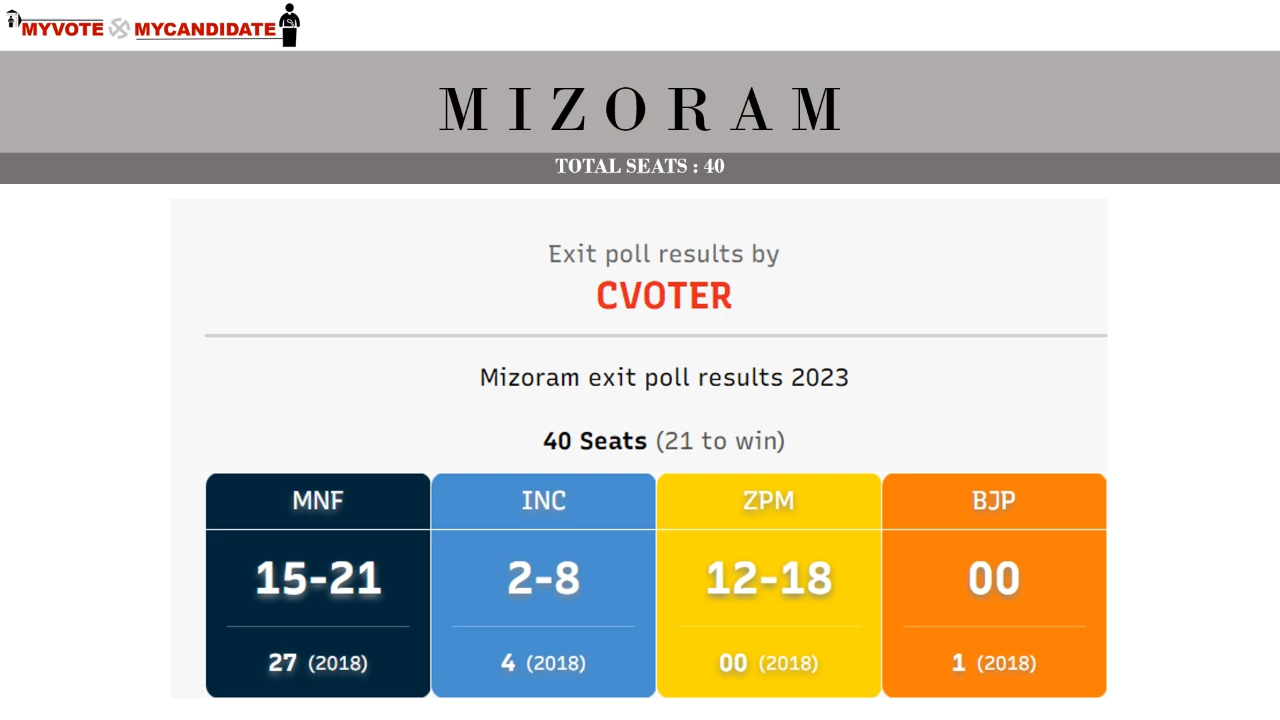 MYVOTE MYCANDIDATE
MIZORAM
TOTAL SEATS : 40
Exit poll results by
CVOTER
Mizoram exit poll results 2023
40 Seats (21 to win)
MNF INC ZPM BJP
15-21 2-8 12-18 00
27 (2018) 4 (2018) 00 (2018) 1 (2018)